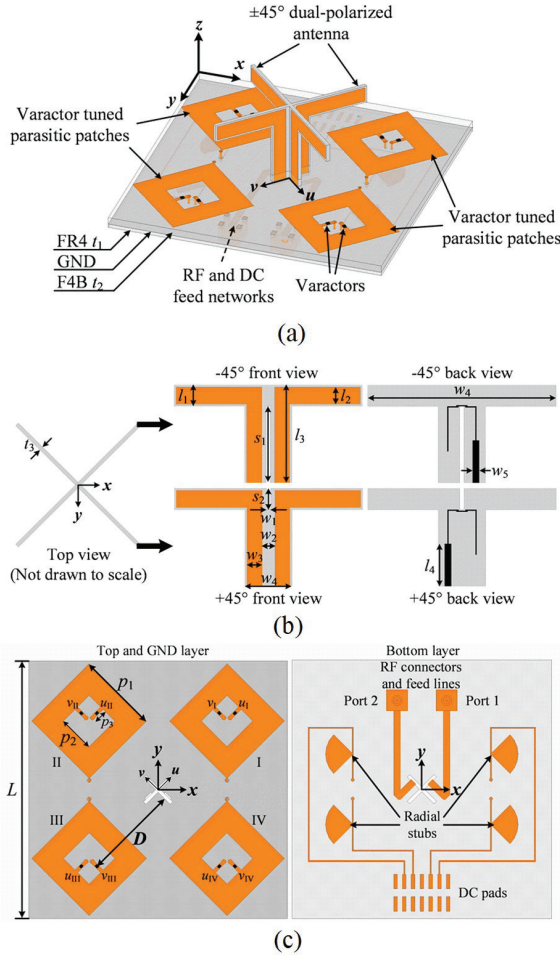 ±45° dual-polarized
antenna
z
x
y
Varactor tuned
parasitic patches
v
u
Varactor tuned
parasitic patches
FR4 t1
GND
F4B t2
RF and DC
feed networks
Varactors
(a)
-45° front view
-45° back view
l1
l2
w4
s1
l3
t3
w5
x
y
s2
w1
w2
Top view
(Not drawn to scale)
w3
l4
w4
+45° front view
+45° back view
(b)
Top and GND layer
Bottom layer
RF connectors
and feed lines
p1
Port 2
Port 1
vII
uII
vI
uI
p3
p2
II
I
y
v
u
x
y
x
L
III
IV
D
Radial
stubs
uIII
vIII
uIV
vIV
DC pads
(c)